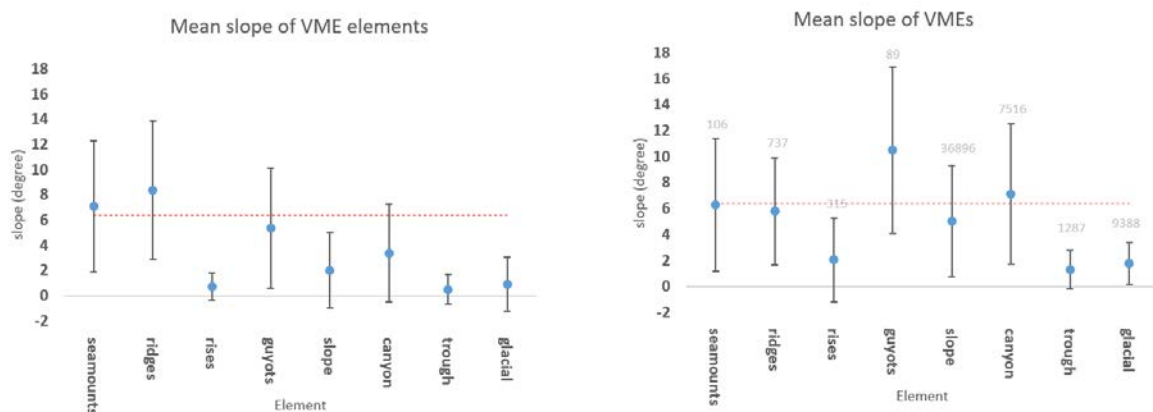 Mean slope of VME elements
18
16
14
12
10
8
6
4
2
0
-2
slope (degree)
seamounts
ridges
rises
guyots
slope
canyon
trough
glacial
Element
Mean slope of VMEs
18
16
14
12
10
8
6
4
2
0
-2
slope (degree)
106
737
315
89
36896
7516
1287
9388
seamounts
ridges
rises
guyots
slope
canyon
trough
glacial
Element